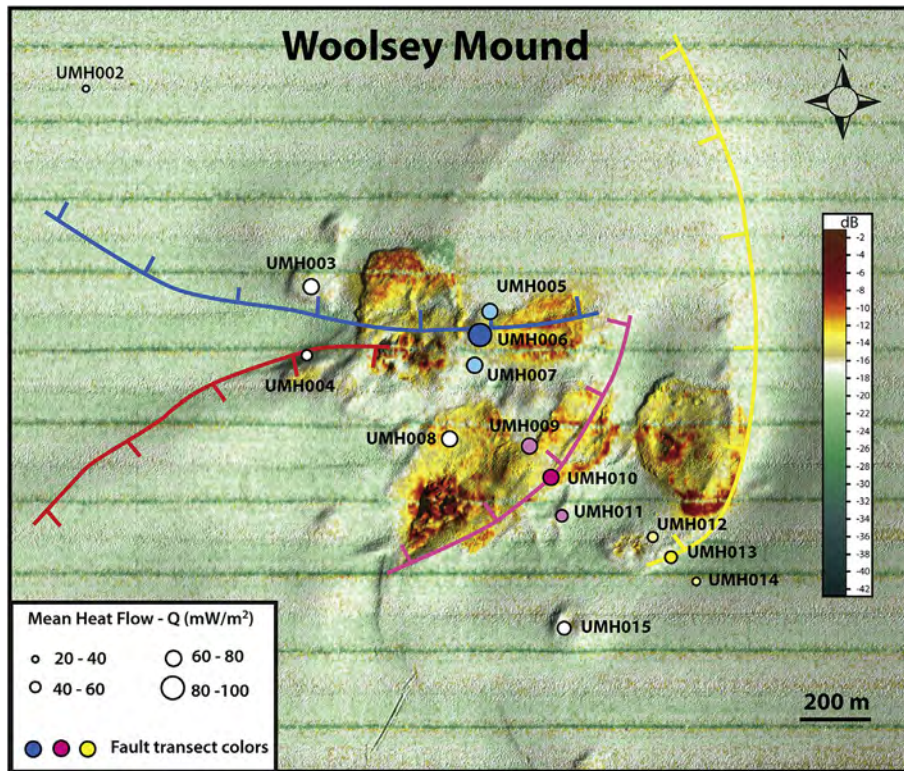 Woolsey Mound
UMH002
N
dB
-2
-4
-6
-8
-10
-12
-14
-16
-18
-20
-22
-24
-26
-28
-30
-32
-34
-36
-38
-40
-42
UMH003
UMH005
UMH006
UMH004
UMH007
UMH008
UMH009
UMH010
UMH011
UMH012
UMH013
UMH014
UMH015
Mean Heat Flow - Q (mW/m²)
20 - 40
60 - 80
40 - 60
80 -100
Fault transect colors
200 m